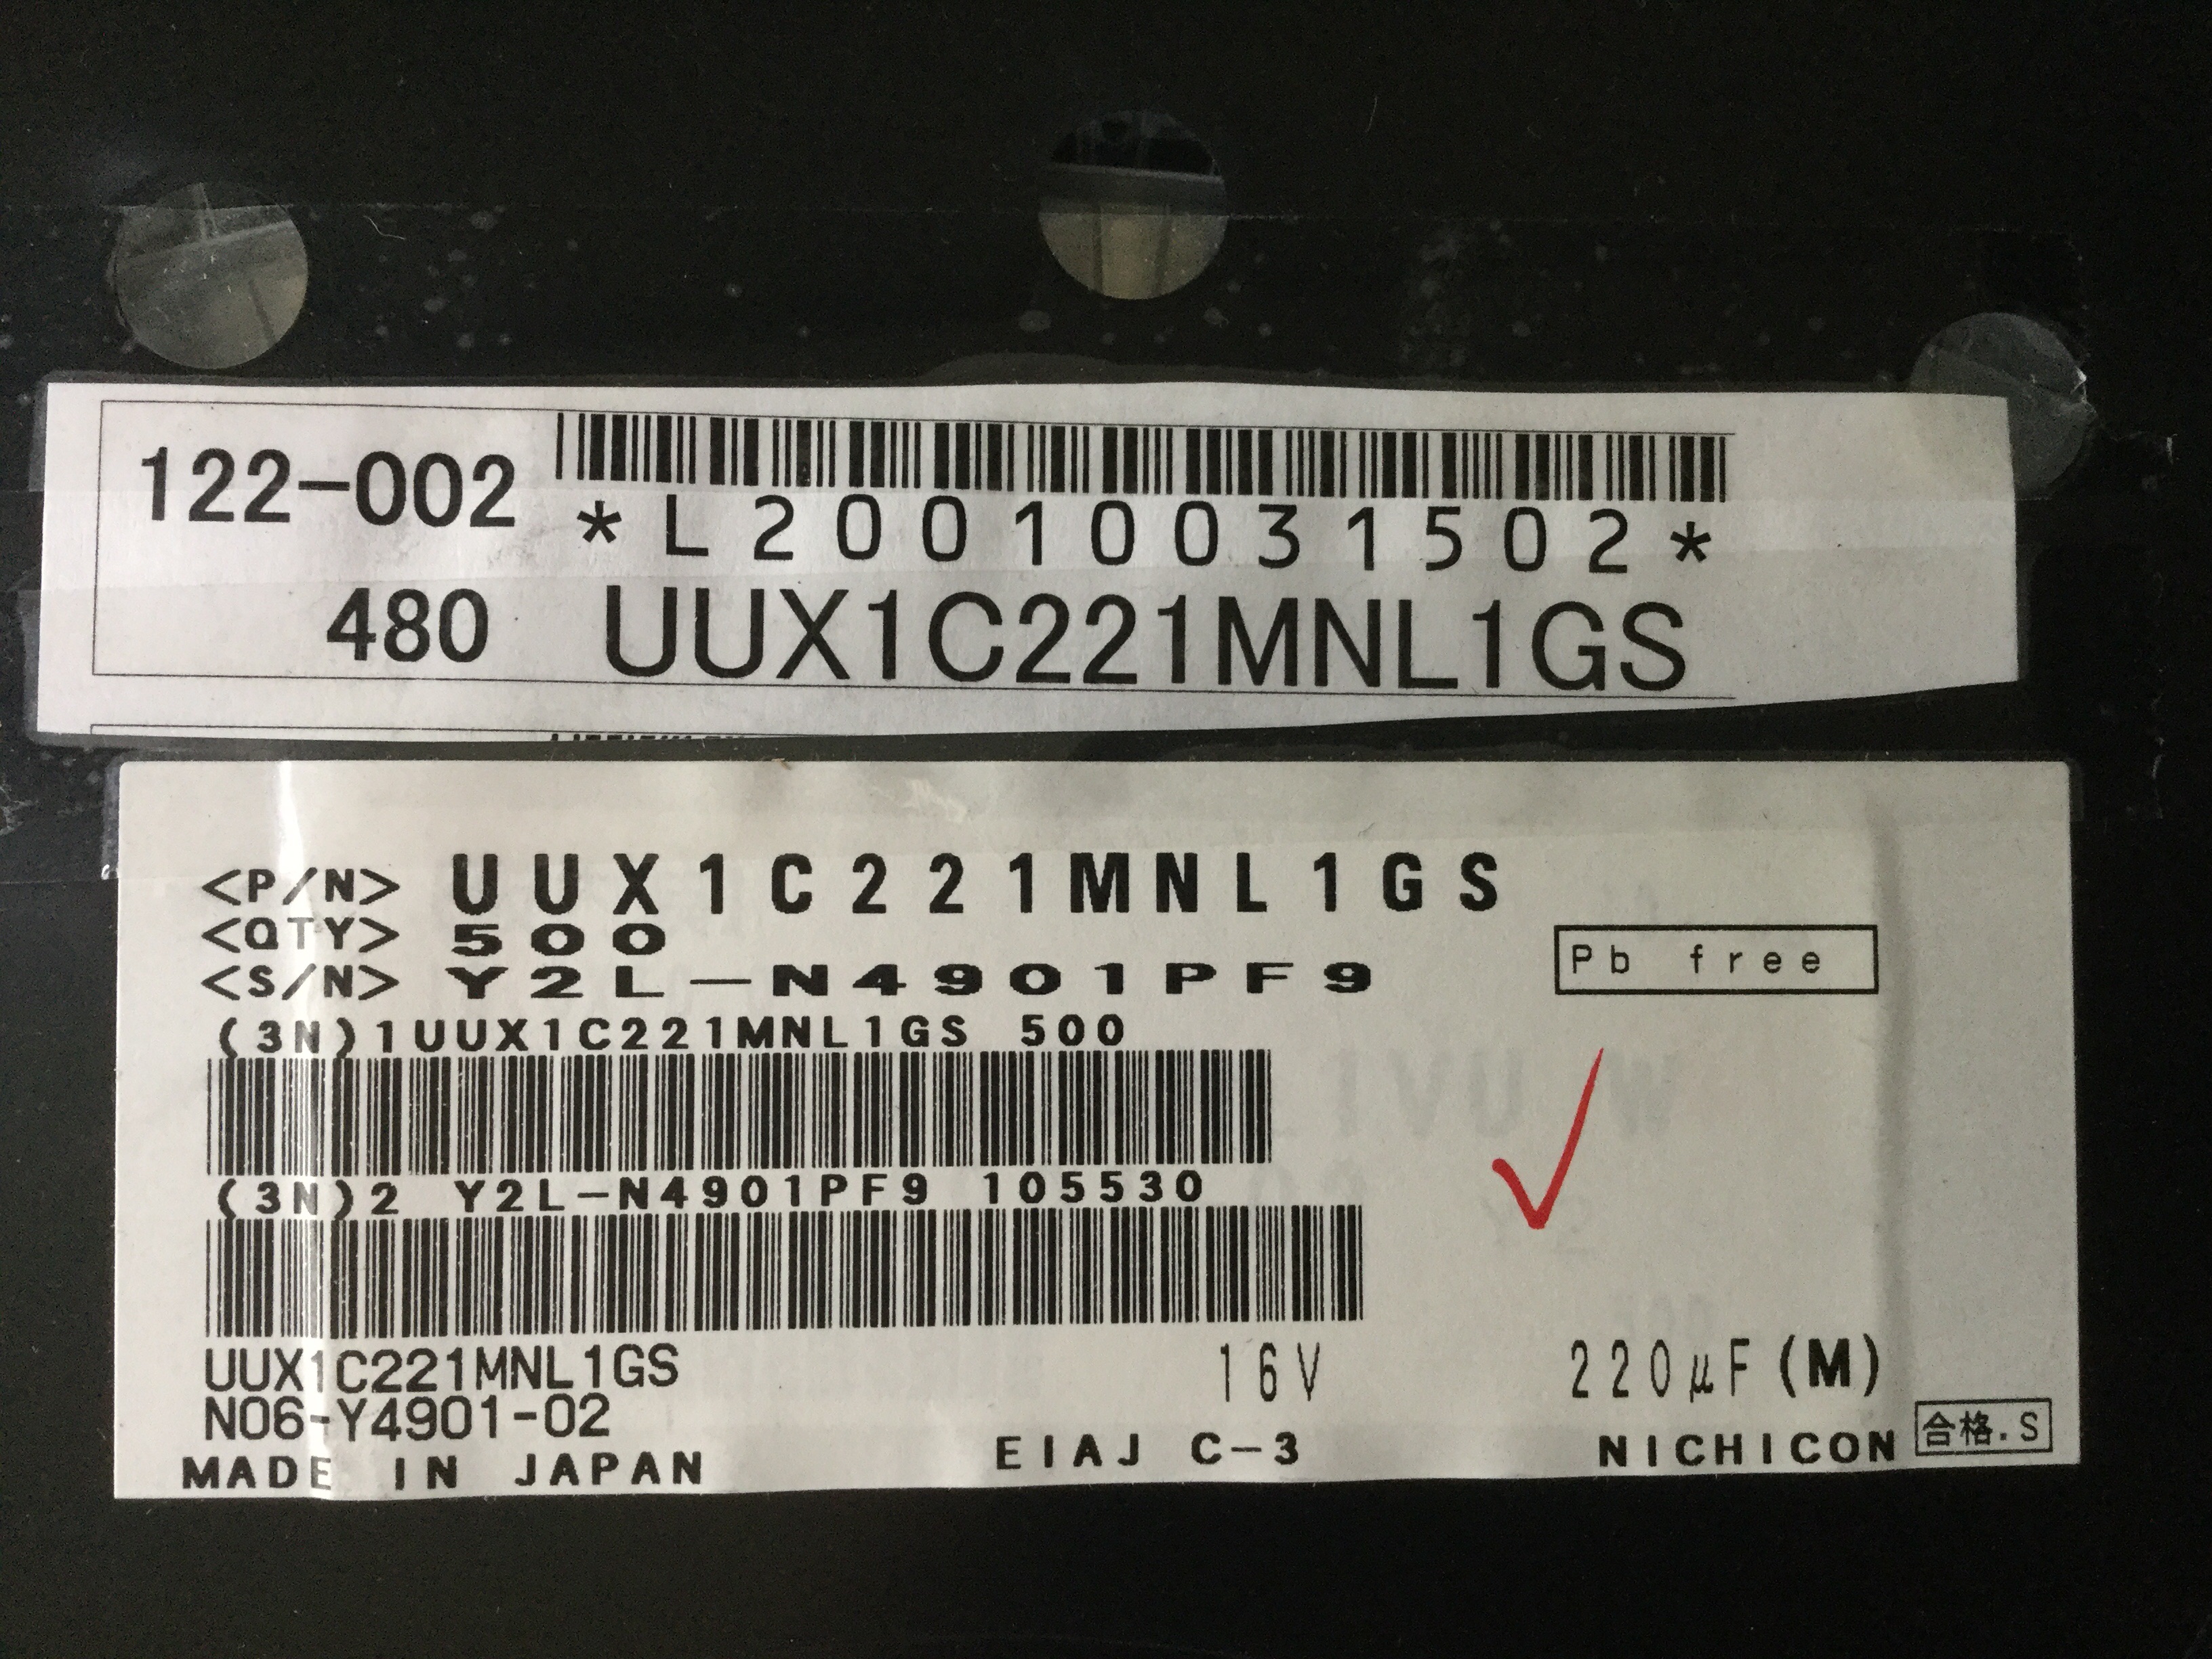 122-002
*L20010031502*
480 UUX1C221MNL1GS
<P/N> UUX1C221MNL1GS
<QTY> 500
<S/N> Y2L-N4901PF9
Pb free
(3N)1UUX1C221MNL1GS 500
(3N)2 Y2L-N4901PF9 105530
UUX1C221MNL1GS 16V 220μF(M)
N06-Y4901-02
MADE IN JAPAN EIAJ C-3 NICHICON 合格.S